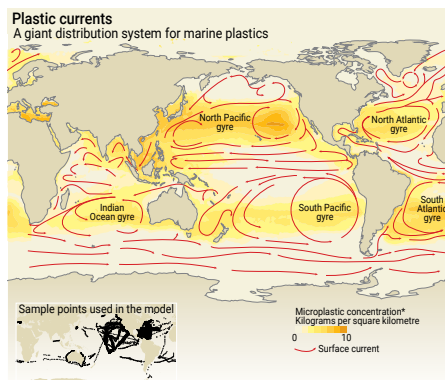 Plastic currents
A giant distribution system for marine plastics
North Pacific
gyre
North Atlantic
gyre
Indian
Ocean gyre
South Pacific
gyre
South
Atlantic
gyre
Sample points used in the model
Microplastic concentration*
Kilograms per square kilometre
0 10
Surface current